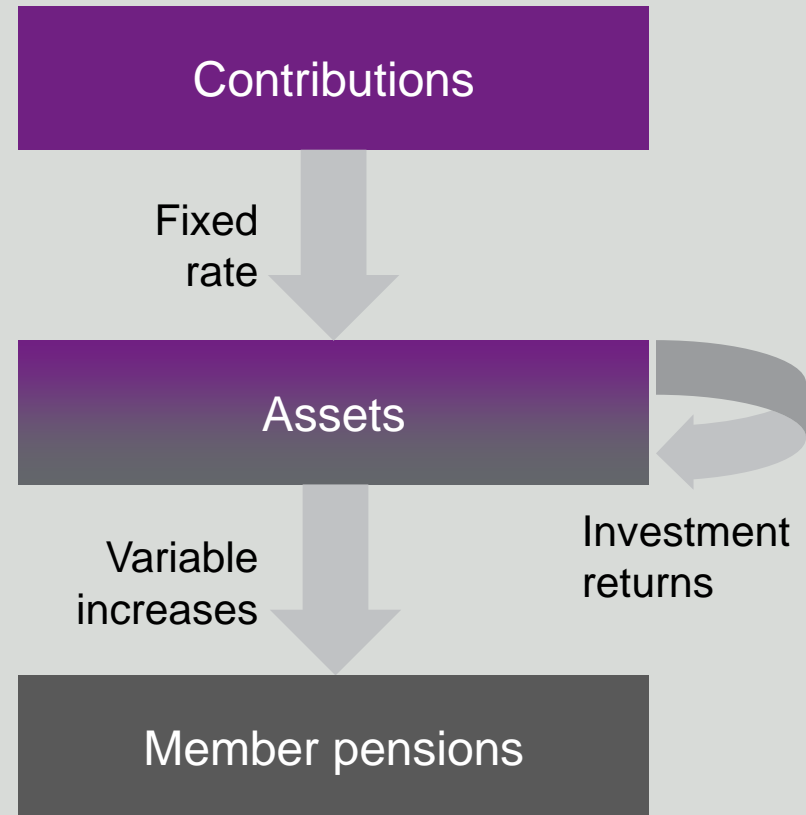 Contributions
Fixed
rate
Assets
Investment
returns
Variable
increases
Member pensions